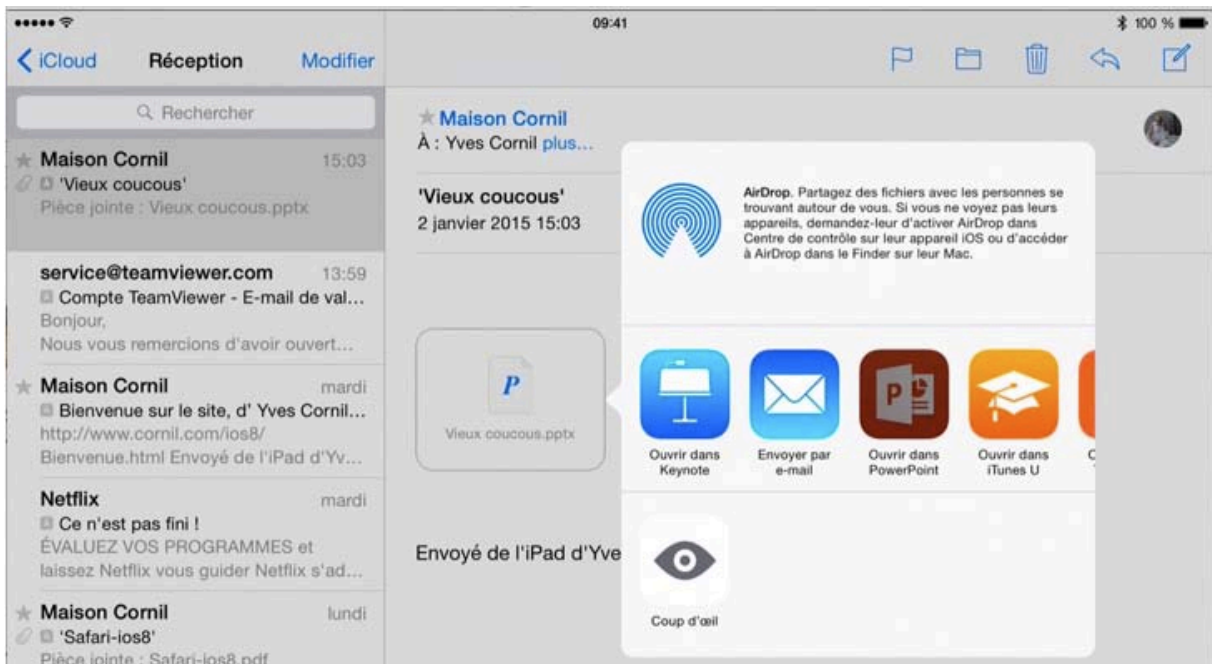 09:41
100 %
iCloud
Réception
Modifier
Rechercher
Maison Cornil 15:03
'Vieux coucous'
Pièce jointe : Vieux coucous.pptx
service@teamviewer.com 13:59
Compte TeamViewer - E-mail de val...
Bonjour,
Nous vous remercions d'avoir ouvert...
Maison Cornil mardi
Bienvenue sur le site, d' Yves Cornil...
http://www.cornil.com/ios8/
Bienvenue.html Envoyé de l'iPad d'Yv...
Netflix mardi
Ce n'est pas fini !
ÉVALUEZ VOS PROGRAMMES et
laissez Netflix vous guider Netflix s'ad...
Maison Cornil lundi
'Safari-ios8'
Pièce jointe : Safari-ios8.pdf
Maison Cornil
À : Yves Cornil plus...
'Vieux coucous'
2 janvier 2015 15:03
P
Vieux coucous.pptx
Envoyé de l'iPad d'Yve
AirDrop. Partagez des fichiers avec les personnes se
trouvant autour de vous. Si vous ne voyez pas leurs
appareils, demandez-leur d'activer AirDrop dans
Centre de contrôle sur leur appareil iOS ou d'accéder
à AirDrop dans le Finder sur leur Mac.
P
Ouvrir dans
Keynote
Envoyer par
e-mail
Ouvrir dans
PowerPoint
Ouvrir dans
iTunes U
Coup d'œil